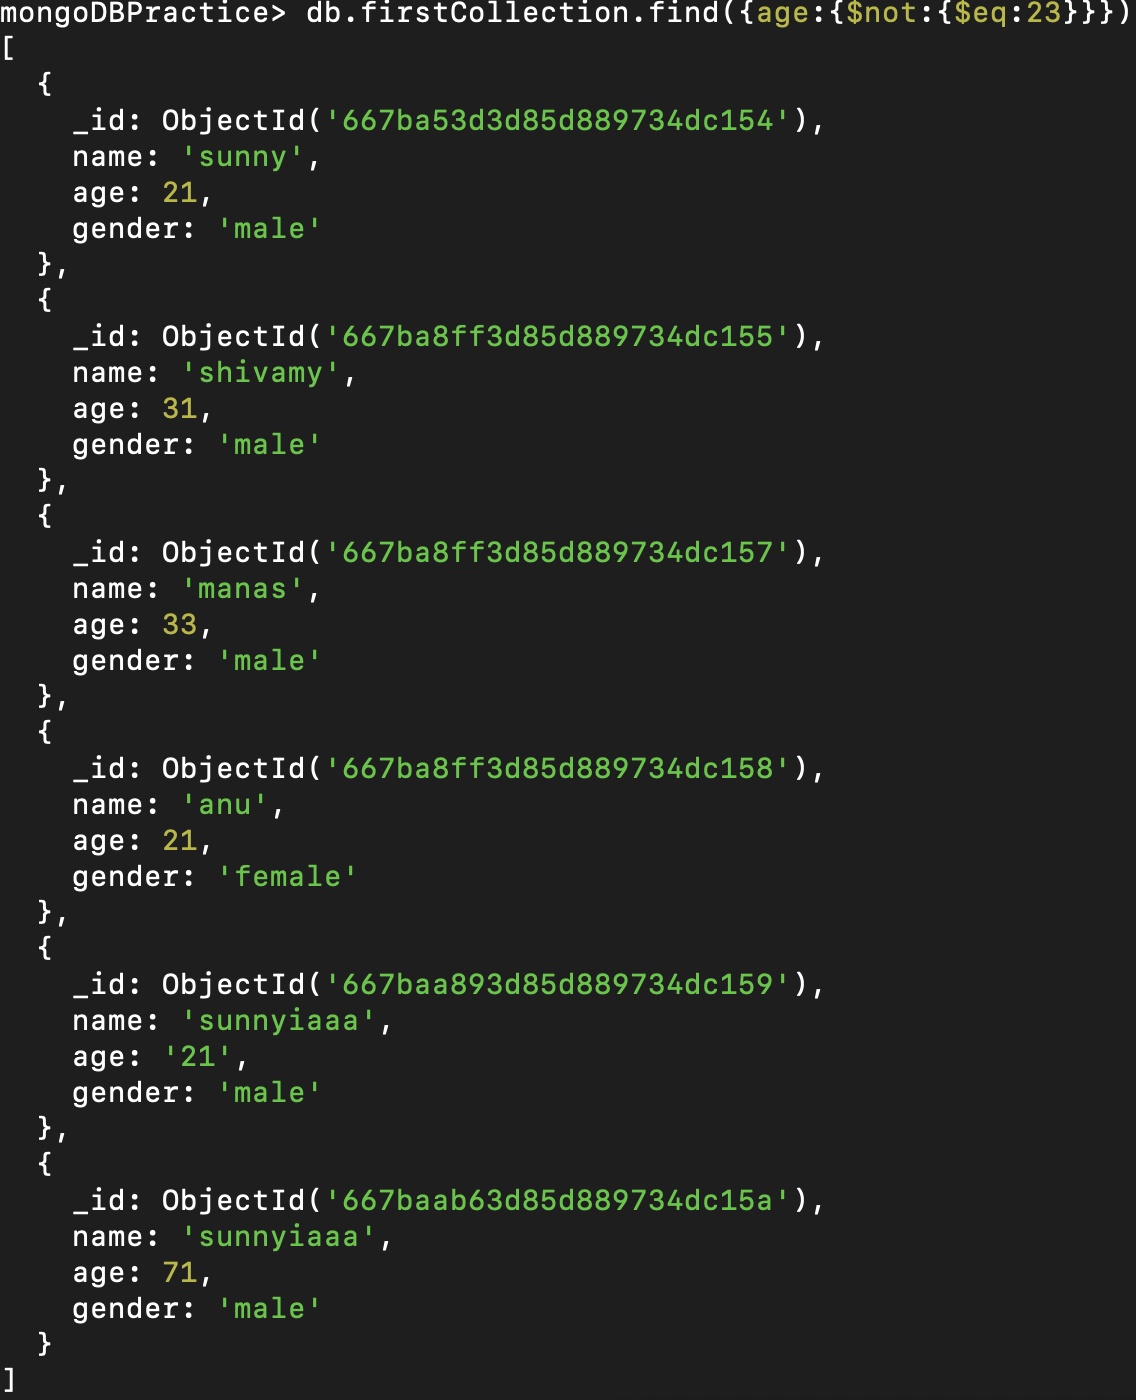 mongoDBPractice> db.firstCollection.find({age:{$not:{$eq:23}}})
[
  {
    _id: ObjectId('667ba53d3d85d889734dc154'),
    name: 'sunny',
    age: 21,
    gender: 'male'
  },
  {
    _id: ObjectId('667ba8ff3d85d889734dc155'),
    name: 'shivamy',
    age: 31,
    gender: 'male'
  },
  {
    _id: ObjectId('667ba8ff3d85d889734dc157'),
    name: 'manas',
    age: 33,
    gender: 'male'
  },
  {
    _id: ObjectId('667ba8ff3d85d889734dc158'),
    name: 'anu',
    age: 21,
    gender: 'female'
  },
  {
    _id: ObjectId('667baa893d85d889734dc159'),
    name: 'sunnyiaaa',
    age: '21',
    gender: 'male'
  },
  {
    _id: ObjectId('667baab63d85d889734dc15a'),
    name: 'sunnyiaaa',
    age: 71,
    gender: 'male'
  }
]